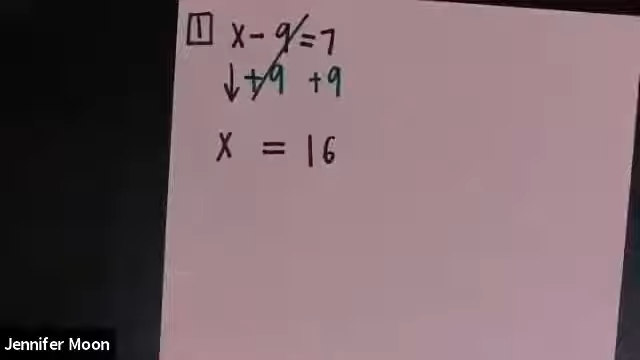 1 x - 9 = 7
↓ +9 +9
x = 16
Jennifer Moon